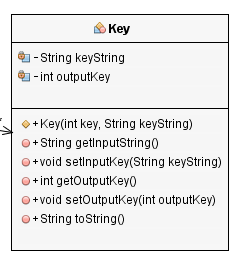 Key
- String keyString
- int outputKey
+ Key(int key, String keyString)
+ String getInputString()
+ void setInputKey(String keyString)
+ int getOutputKey()
+ void setOutputKey(int outputKey)
+ String toString()